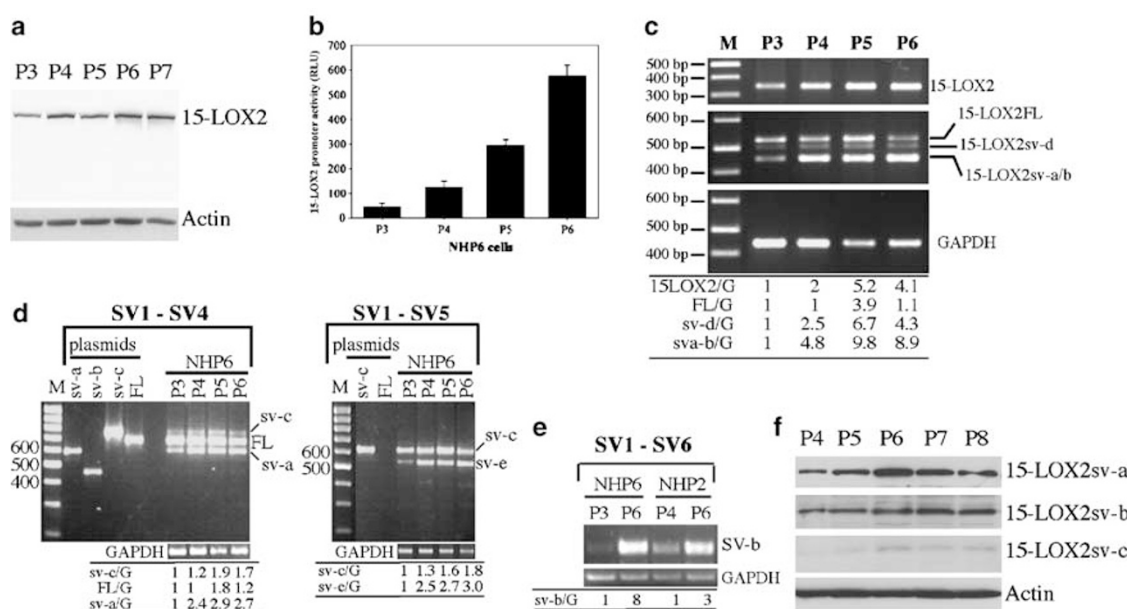 a
P3 P4 P5 P6 P7
15-LOX2
Actin
b
15-LOX2 promoter activity (RLU)
700
600
500
400
300
200
100
0
P3 P4 P5 P6
NHP6 cells
c
M P3 P4 P5 P6
500 bp
400 bp
300 bp
15-LOX2
600 bp
500 bp
400 bp
15-LOX2FL
15-LOX2sv-d
15-LOX2sv-a/b
600 bp
500 bp
400 bp
GAPDH
15LOX2/G 1 2 5.2 4.1
FL/G 1 1 3.9 1.1
sv-d/G 1 2.5 6.7 4.3
sva-b/G 1 4.8 9.8 8.9
d
SV1 - SV4
plasmids
NHP6
M sv-a sv-b sv-c FL P3 P4 P5 P6
600
500
400
sv-c
FL
sv-a
GAPDH
sv-c/G 1 1.2 1.9 1.7
FL/G 1 1 1.8 1.2
sv-a/G 1 2.4 2.9 2.7
SV1 - SV5
plasmids
NHP6
M sv-c FL P3 P4 P5 P6
600
500
400
sv-c
sv-e
GAPDH
sv-c/G 1 1.3 1.6 1.8
sv-c/G 1 2.5 2.7 3.0
e
SV1 - SV6
NHP6 NHP2
P3 P6 P4 P6
SV-b
GAPDH
sv-b/G 1 8 1 3
f
P4 P5 P6 P7 P8
15-LOX2sv-a
15-LOX2sv-b
15-LOX2sv-c
Actin